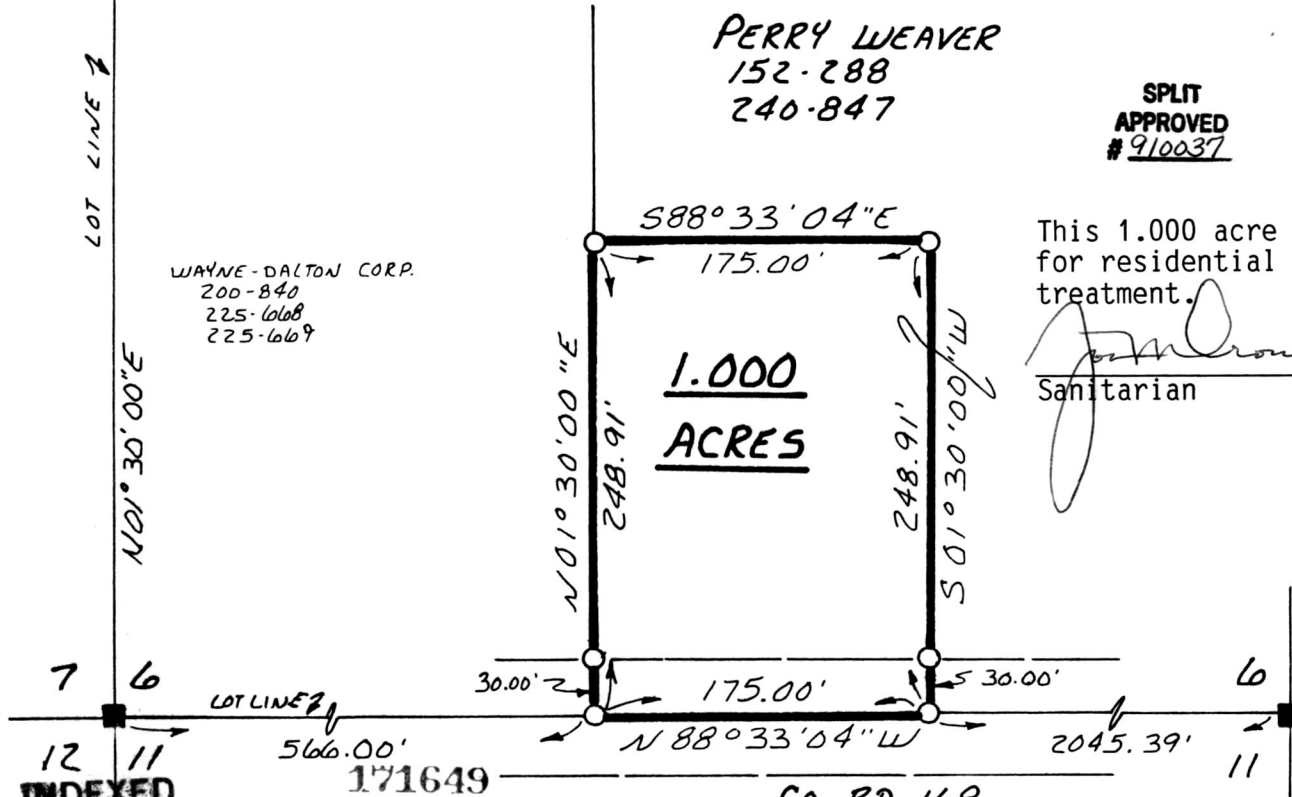 PERRY WEAVER
152-288
240-847
SPLIT
APPROVED
# 910037
LOT LINE
S88°33'04"E
175.00'
This 1.000 acre
for residential
treatment.
Sanitarian
WAYNE-DALTON CORP.
200-840
225-668
225-669
N01°30'00"E
N01°30'00"E
248.91'
1.000
ACRES
248.91'
S01°30'00"W
7 6
30.00'
175.00'
30.00'
6
LOT LINE
566.00'
N88°33'04"W
2045.39'
12 11
11
INDEXED
171649
CO. RD.